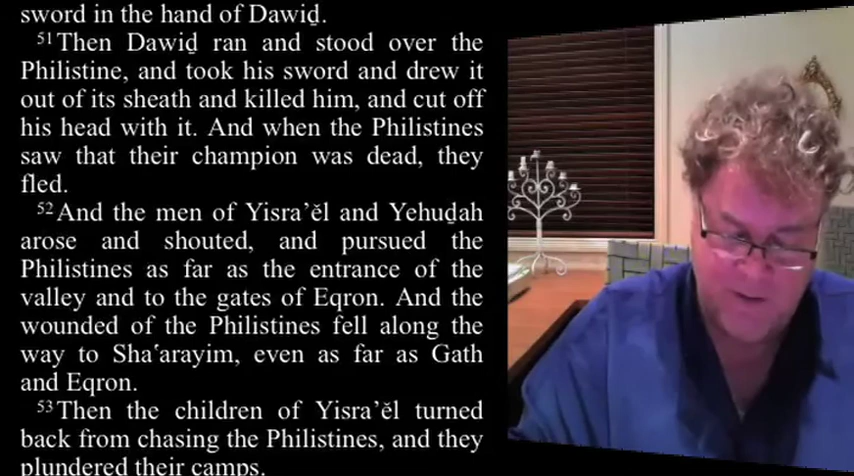 sword in the hand of Dawiḏ.
51Then Dawiḏ ran and stood over the
Philistine, and took his sword and drew it
out of its sheath and killed him, and cut off
his head with it. And when the Philistines
saw that their champion was dead, they
fled.
52And the men of Yisra’ĕl and Yehuḏah
arose and shouted, and pursued the
Philistines as far as the entrance of the
valley and to the gates of Eqron. And the
wounded of the Philistines fell along the
way to Shaʽarayim, even as far as Gath
and Eqron.
53Then the children of Yisra’ĕl turned
back from chasing the Philistines, and they
plundered their camps.